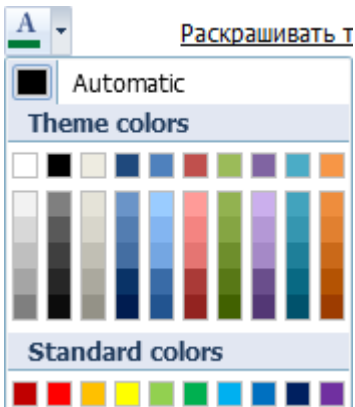 A
Раскрашивать т
Automatic
Theme colors
Standard colors